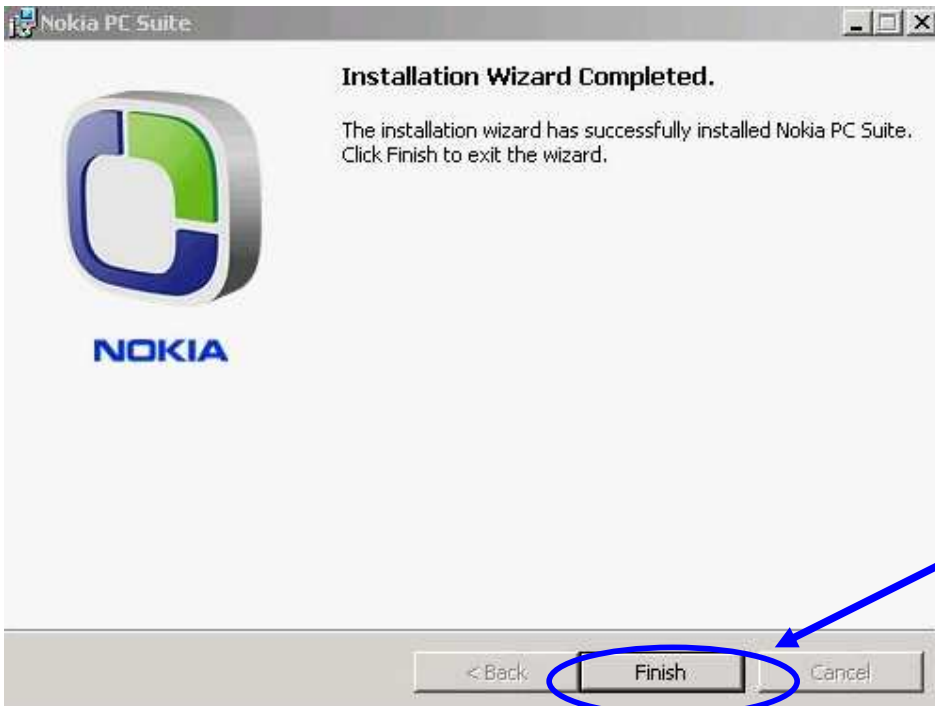 Nokia PC Suite
Installation Wizard Completed.
The installation wizard has successfully installed Nokia PC Suite.
Click Finish to exit the wizard.
NOKIA
< Back
Finish
Cancel